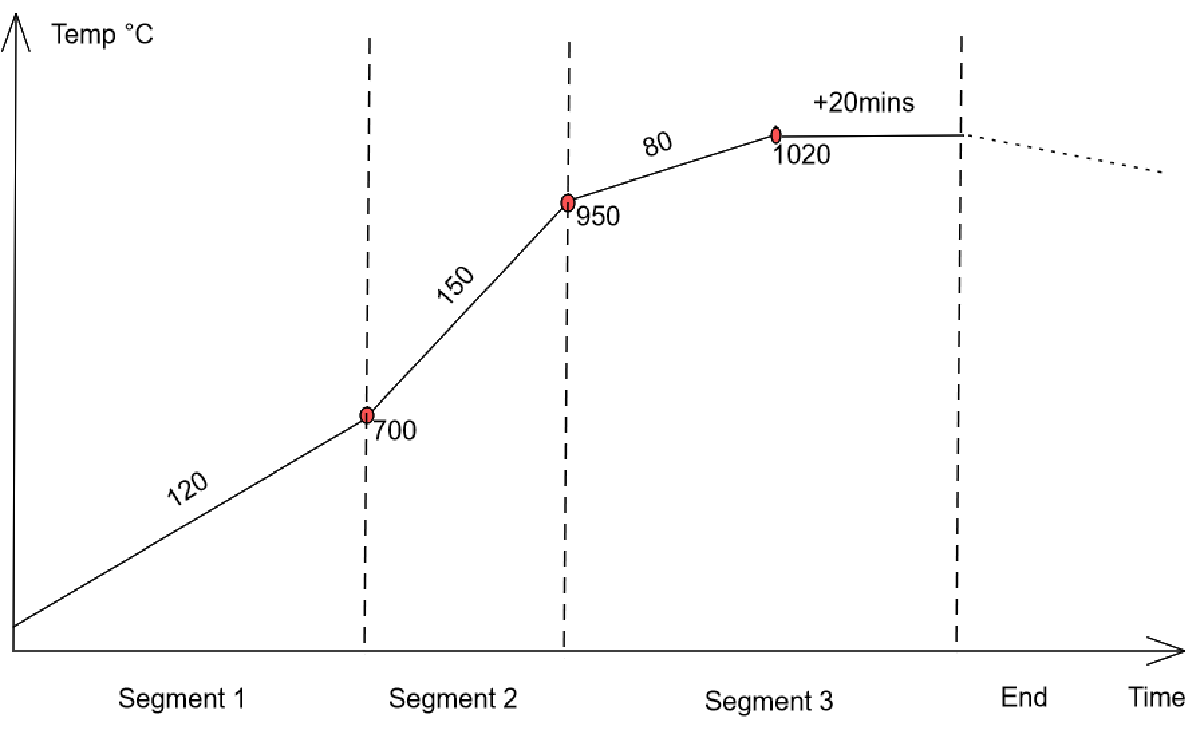 Temp °C
+20mins
80
1020
950
150
700
120
Segment 1
Segment 2
Segment 3
End
Time